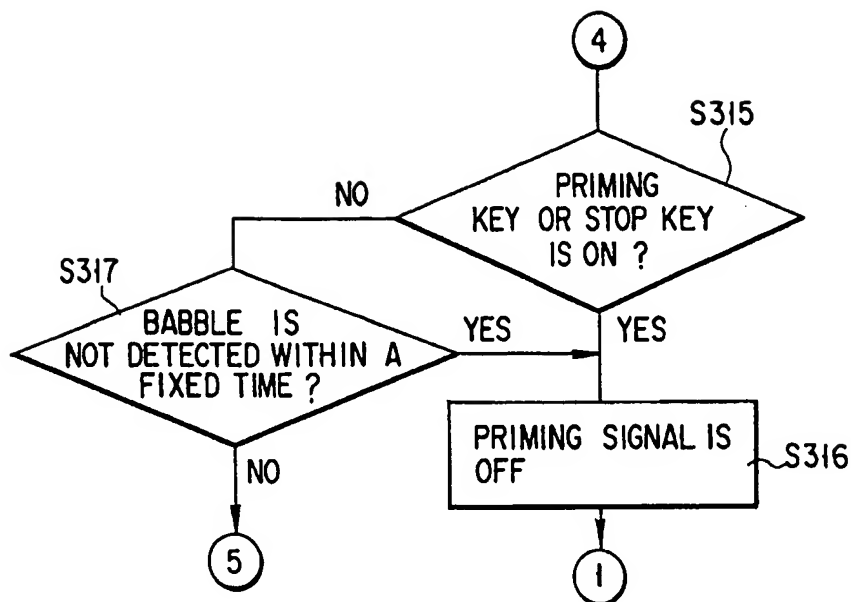 4
S315
PRIMING
KEY OR STOP KEY
IS ON ?
NO
YES
S317
BABBLE IS
NOT DETECTED WITHIN A
FIXED TIME ?
YES
NO
PRIMING SIGNAL IS
OFF
S316
5
1